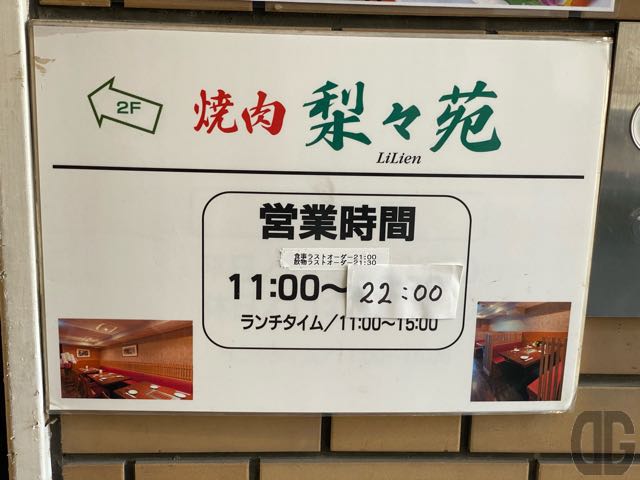 2F
焼肉 梨々苑
LiLien
営業時間
食事ラストオーダー21:00
飲物ラストオーダー21:30
11:00〜22:00
ランチタイム/11:00〜15:00
DG